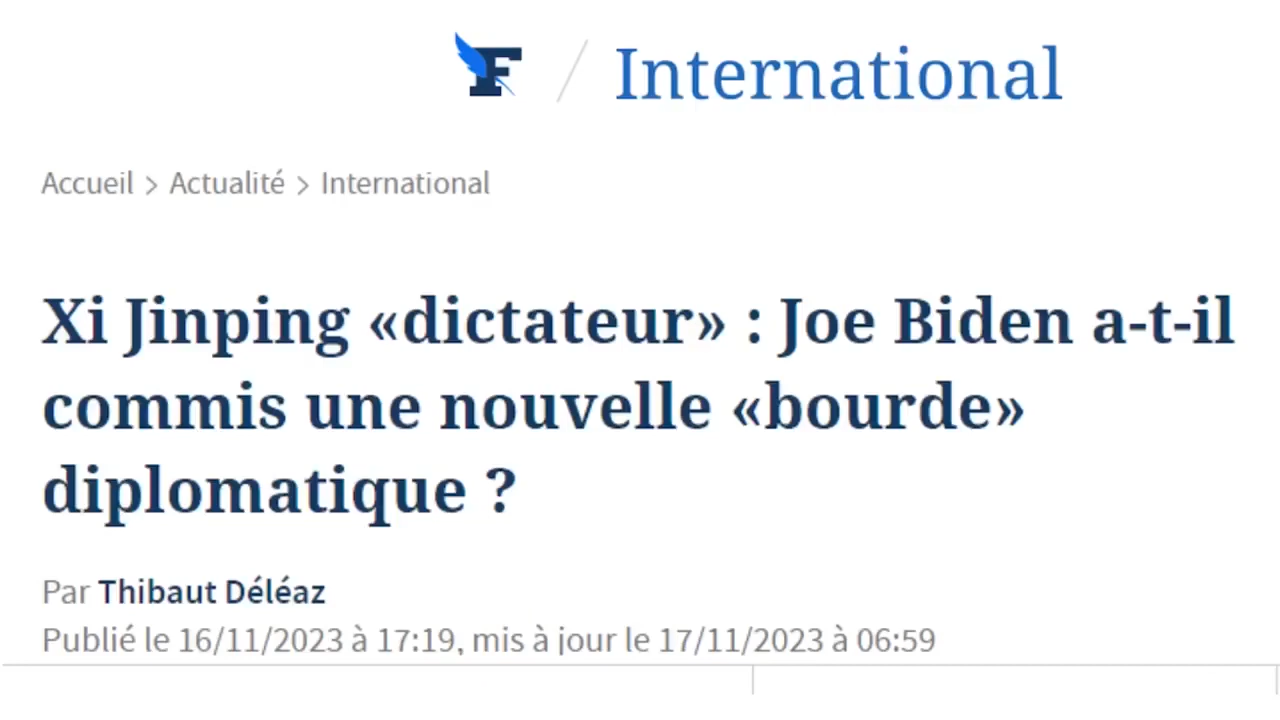 F / International
Accueil > Actualité > International
Xi Jinping «dictateur» : Joe Biden a-t-il
commis une nouvelle «bourde»
diplomatique ?
Par Thibaut Déléaz
Publié le 16/11/2023 à 17:19, mis à jour le 17/11/2023 à 06:59